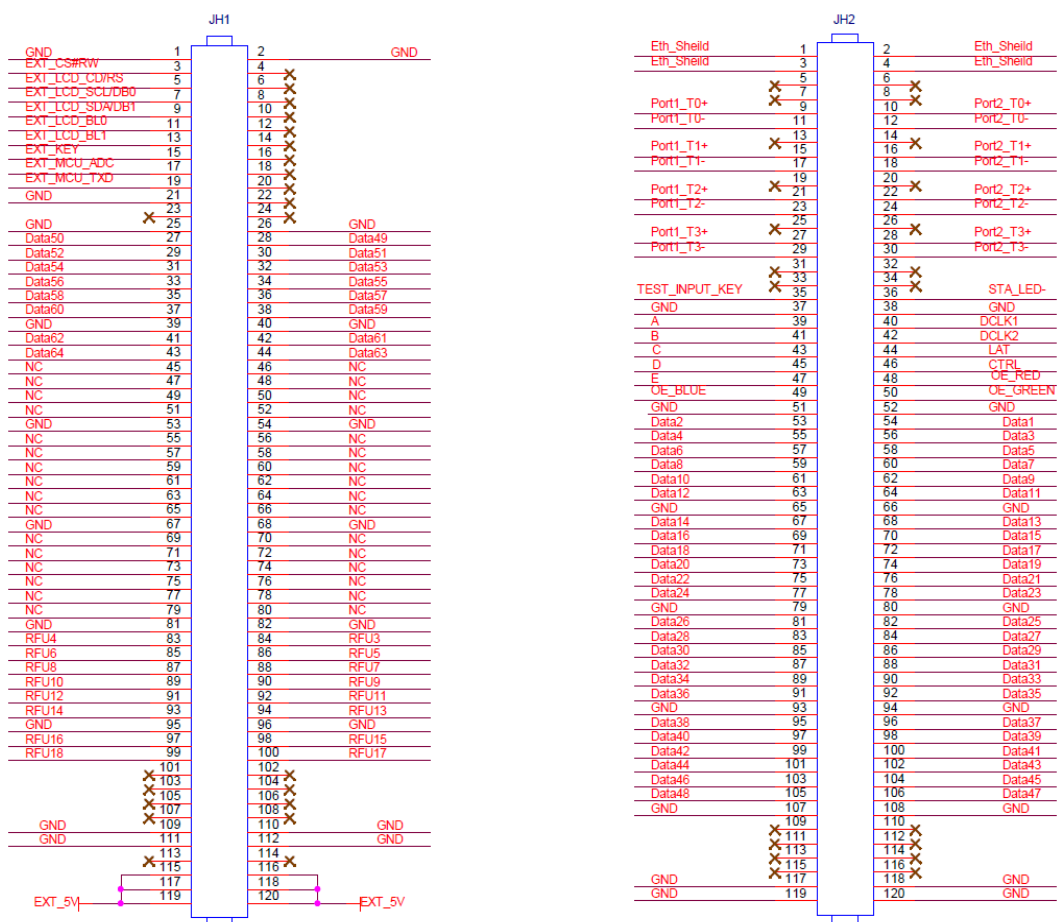 JH1
GND 1 2 GND
EXT_CS#RW 3 4
EXT_LCD_CD/RS 5 6
EXT_LCD_SCL/DB0 7 8
EXT_LCD_SDA/DB1 9 10
EXT_LCD_BL0 11 12
EXT_LCD_BL1 13 14
EXT_KEY 15 16
EXT_MCU_ADC 17 18
EXT_MCU_TXD 19 20
GND 21 22
23 24
GND 25 26 GND
Data50 27 28 Data49
Data52 29 30 Data51
Data54 31 32 Data53
Data56 33 34 Data55
Data58 35 36 Data57
Data60 37 38 Data59
GND 39 40 GND
Data62 41 42 Data61
Data64 43 44 Data63
NC 45 46 NC
NC 47 48 NC
NC 49 50 NC
NC 51 52 NC
GND 53 54 GND
NC 55 56 NC
NC 57 58 NC
NC 59 60 NC
NC 61 62 NC
NC 63 64 NC
NC 65 66 NC
GND 67 68 GND
NC 69 70 NC
NC 71 72 NC
NC 73 74 NC
NC 75 76 NC
NC 77 78 NC
NC 79 80 NC
GND 81 82 GND
RFU4 83 84 RFU3
RFU6 85 86 RFU5
RFU8 87 88 RFU7
RFU10 89 90 RFU9
RFU12 91 92 RFU11
RFU14 93 94 RFU13
GND 95 96 GND
RFU16 97 98 RFU15
RFU18 99 100 RFU17
101 102
103 104
105 106
107 108
GND 109 110 GND
GND 111 112 GND
113 114
115 116
117 118
EXT_5V 119 120 EXT_5V
JH2
Eth_Sheild 1 2 Eth_Sheild
Eth_Sheild 3 4 Eth_Sheild
5 6
7 8
Port1_T0+ 9 10 Port2_T0+
Port1_T0- 11 12 Port2_T0-
13 14
Port1_T1+ 15 16 Port2_T1+
Port1_T1- 17 18 Port2_T1-
19 20
Port1_T2+ 21 22 Port2_T2+
Port1_T2- 23 24 Port2_T2-
25 26
Port1_T3+ 27 28 Port2_T3+
Port1_T3- 29 30 Port2_T3-
31 32
33 34
TEST_INPUT_KEY 35 36 STA_LED-
GND 37 38 GND
A 39 40 DCLK1
B 41 42 DCLK2
C 43 44 LAT
D 45 46 CTRL
E 47 48 OE_RED
OE_BLUE 49 50 OE_GREEN
GND 51 52 GND
Data2 53 54 Data1
Data4 55 56 Data3
Data6 57 58 Data5
Data8 59 60 Data7
Data10 61 62 Data9
Data12 63 64 Data11
GND 65 66 GND
Data14 67 68 Data13
Data16 69 70 Data15
Data18 71 72 Data17
Data20 73 74 Data19
Data22 75 76 Data21
Data24 77 78 Data23
GND 79 80 GND
Data26 81 82 Data25
Data28 83 84 Data27
Data30 85 86 Data29
Data32 87 88 Data31
Data34 89 90 Data33
Data36 91 92 Data35
GND 93 94 GND
Data38 95 96 Data37
Data40 97 98 Data39
Data42 99 100 Data41
Data44 101 102 Data43
Data46 103 104 Data45
Data48 105 106 Data47
GND 107 108 GND
109 110
111 112
113 114
115 116
GND 117 118 GND
GND 119 120 GND